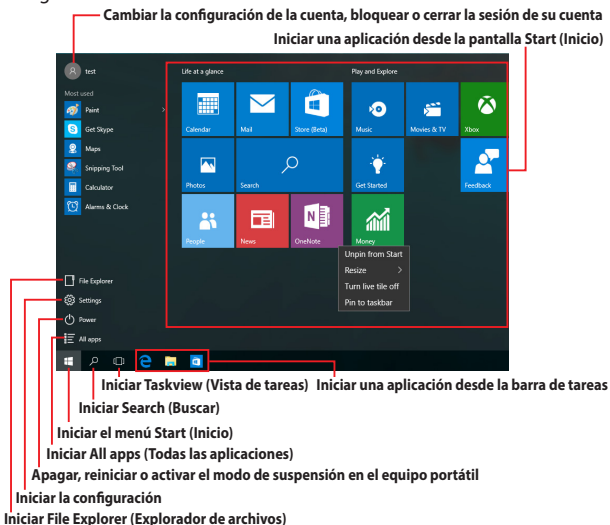 Cambiar la configuración de la cuenta, bloquear o cerrar la sesión de su cuenta
Iniciar una aplicación desde la pantalla Start (Inicio)
test
Life at a glance
Play and Explore
Most used
Paint
Get Skype
Maps
Snipping Tool
Calculator
Alarms & Clock
Calendar
Mail
Store (Beta)
Music
Movies & TV
Xbox
Photos
Search
Get Started
Feedback
People
News
OneNote
Money
Unpin from Start
Resize
Turn live tile off
Pin to taskbar
File Explorer
Settings
Power
All apps
Iniciar Taskview (Vista de tareas)
Iniciar una aplicación desde la barra de tareas
Iniciar Search (Buscar)
Iniciar el menú Start (Inicio)
Iniciar All apps (Todas las aplicaciones)
Apagar, reiniciar o activar el modo de suspensión en el equipo portátil
Iniciar la configuración
Iniciar File Explorer (Explorador de archivos)